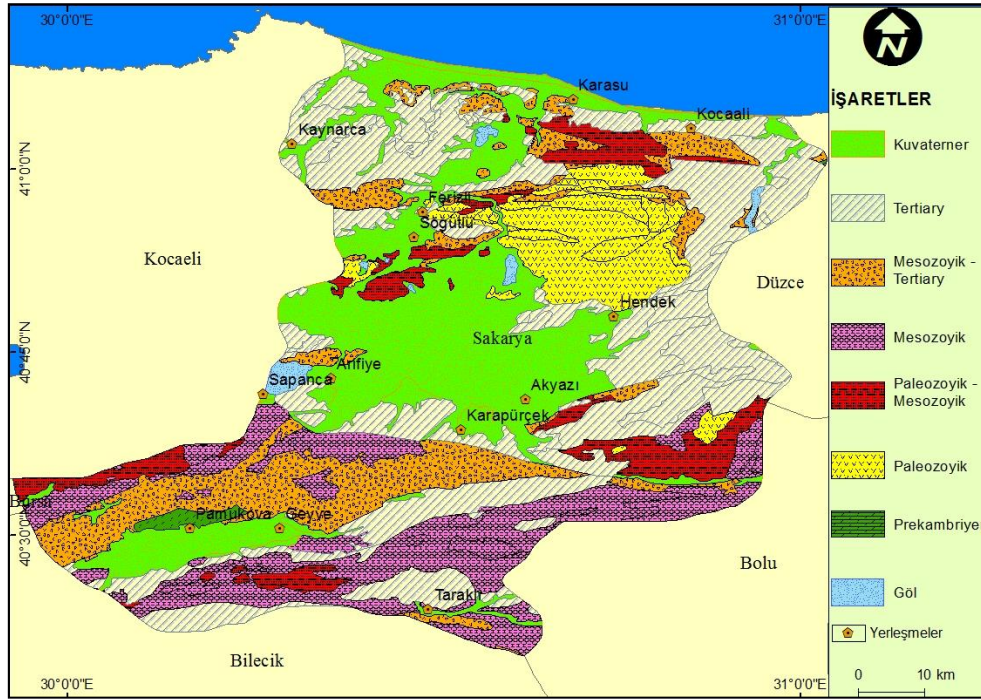 30°0'0"E
31°0'0"E
N
İŞARETLER
Kuvaterner
Tertiary
Mesozoyik -
Tertiary
Mesozoyik
Paleozoyik -
Mesozoyik
Paleozoyik
Prekambriye
Göl
Yerleşmeler
0 10 km
41°0'0"N
40°45'0"N
40°30'0"N
Karasu
Kocaali
Kaynarca
Ferizli
Söğütlü
Kocaeli
Düzce
Hendek
Sakarya
Arifiye
Sapanca
Akyazı
Karapürçek
Bursa
Pamukova
Geyve
Bolu
Taraklı
Bilecik
30°0'0"E
31°0'0"E